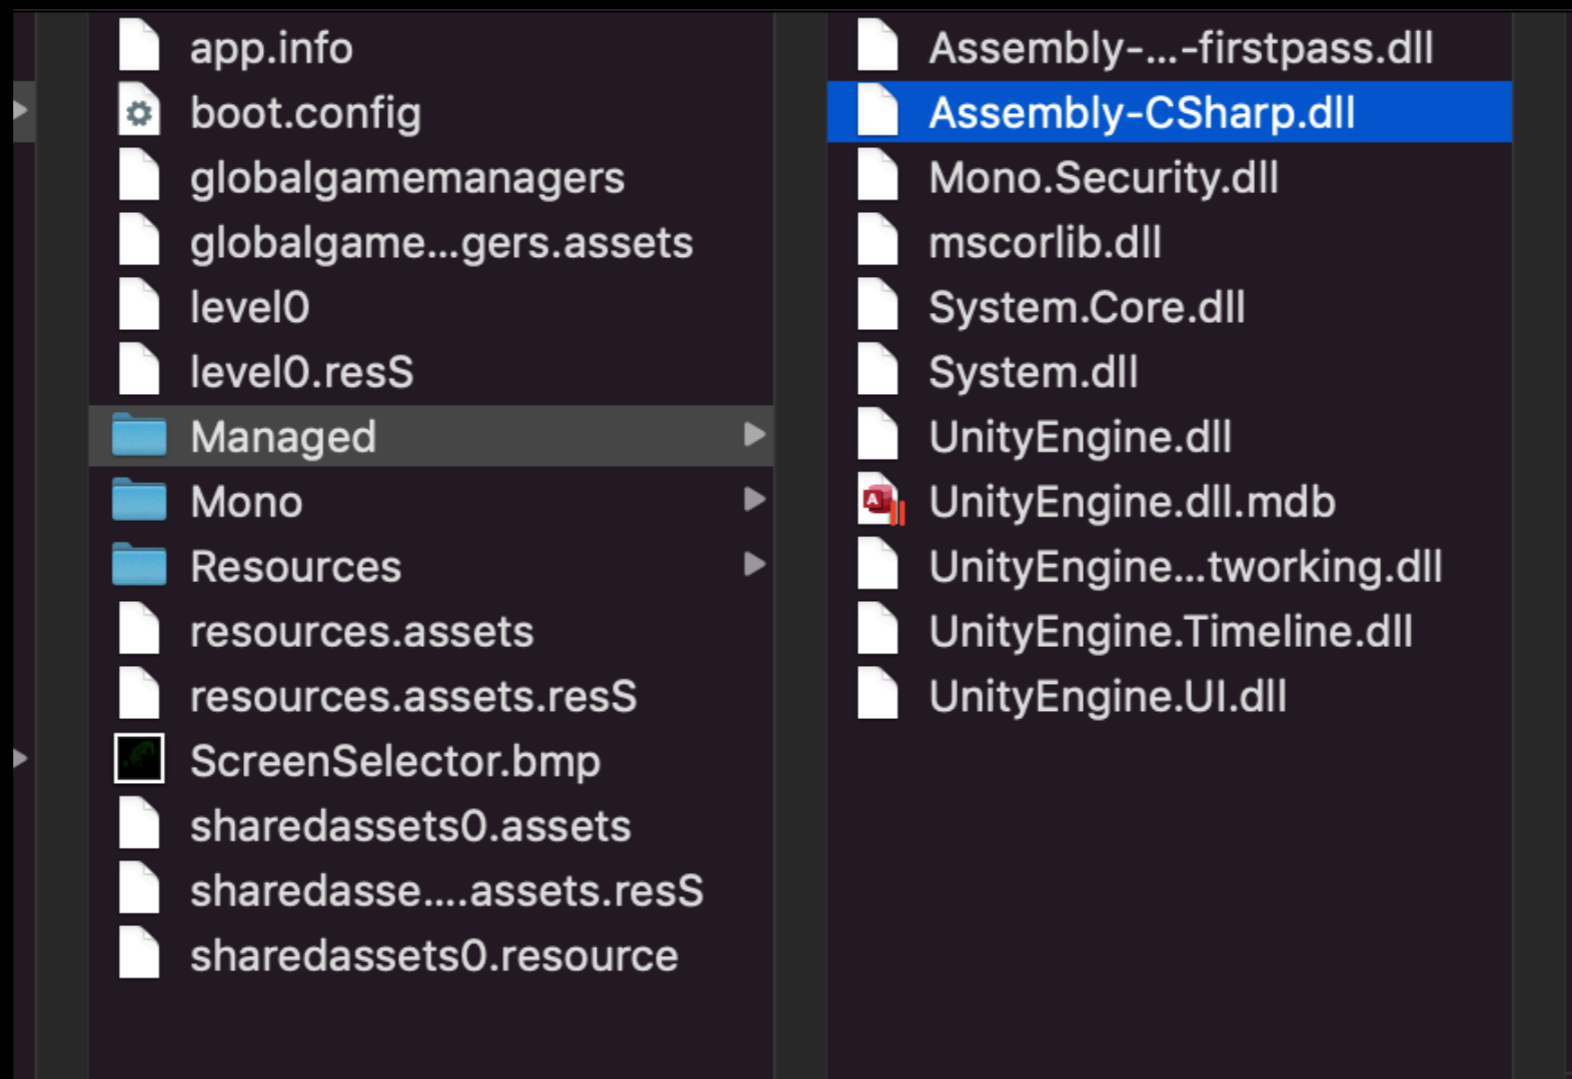 app.info
boot.config
globalgamemanagers
globalgame...gers.assets
level0
level0.resS
Managed
Mono
Resources
resources.assets
resources.assets.resS
ScreenSelector.bmp
sharedassets0.assets
sharedasse....assets.resS
sharedassets0.resource
Assembly-...-firstpass.dll
Assembly-CSharp.dll
Mono.Security.dll
mscorlib.dll
System.Core.dll
System.dll
UnityEngine.dll
A UnityEngine.dll.mdb
UnityEngine...tworking.dll
UnityEngine.Timeline.dll
UnityEngine.UI.dll